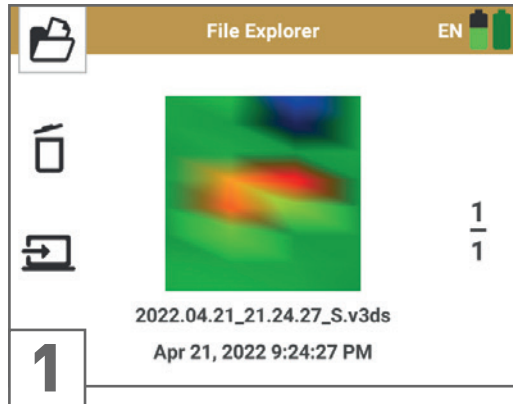 File Explorer
EN
1
1
2022.04.21_21.24.27_S.v3ds
Apr 21, 2022 9:24:27 PM
1